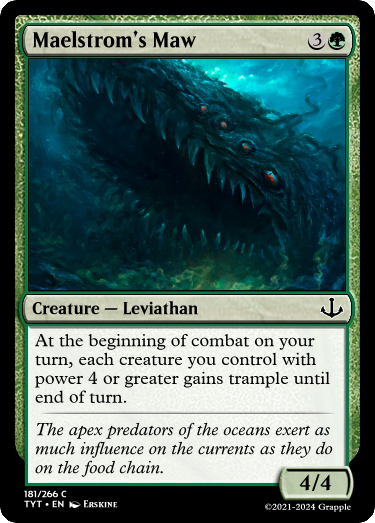 Maelstrom's Maw 3
Creature — Leviathan
At the beginning of combat on your
turn, each creature you control with
power 4 or greater gains trample until
end of turn.
The apex predators of the oceans exert as
much influence on the currents as they do
on the food chain.
4/4
181/266 C
TYT • EN Erskine
©2021-2024 Grapple